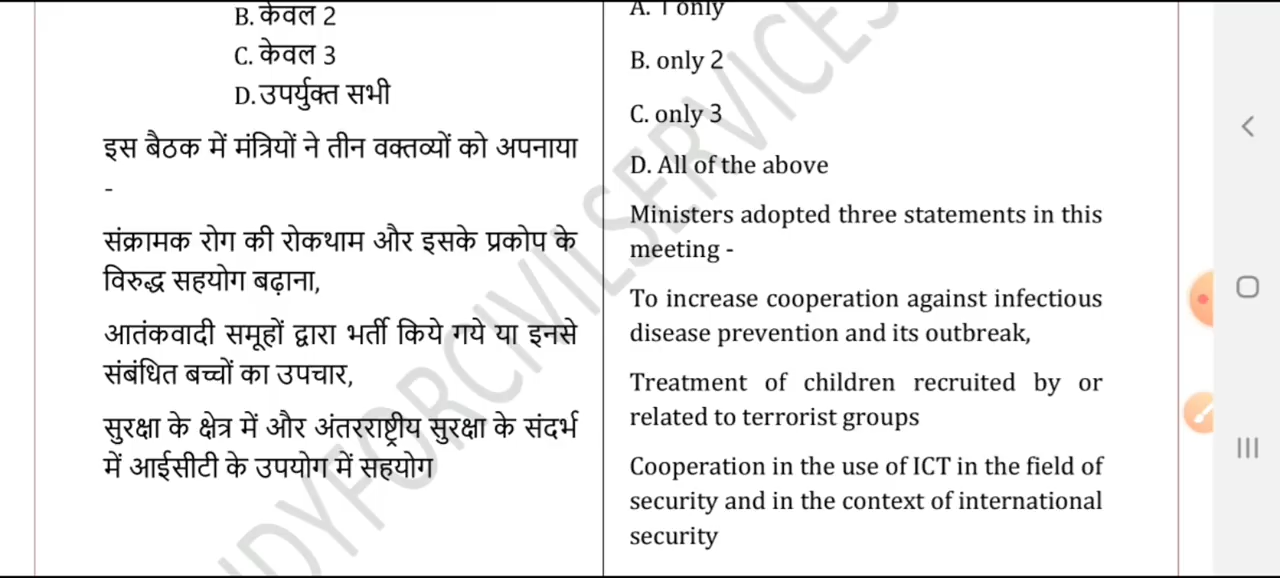 B. केवल 2
C. केवल 3
D. उपर्युक्त सभी
इस बैठक में मंत्रियों ने तीन वक्तव्यों को अपनाया
-
संक्रामक रोग की रोकथाम और इसके प्रकोप के
विरुद्ध सहयोग बढ़ाना,
आतंकवादी समूहों द्वारा भर्ती किये गये या इनसे
संबंधित बच्चों का उपचार,
सुरक्षा के क्षेत्र में और अंतरराष्ट्रीय सुरक्षा के संदर्भ
में आईसीटी के उपयोग में सहयोग
A. 1 only
B. only 2
C. only 3
D. All of the above
Ministers adopted three statements in this
meeting -
To increase cooperation against infectious
disease prevention and its outbreak,
Treatment of children recruited by or
related to terrorist groups
Cooperation in the use of ICT in the field of
security and in the context of international
security
UDYFORCIVILSERVICES